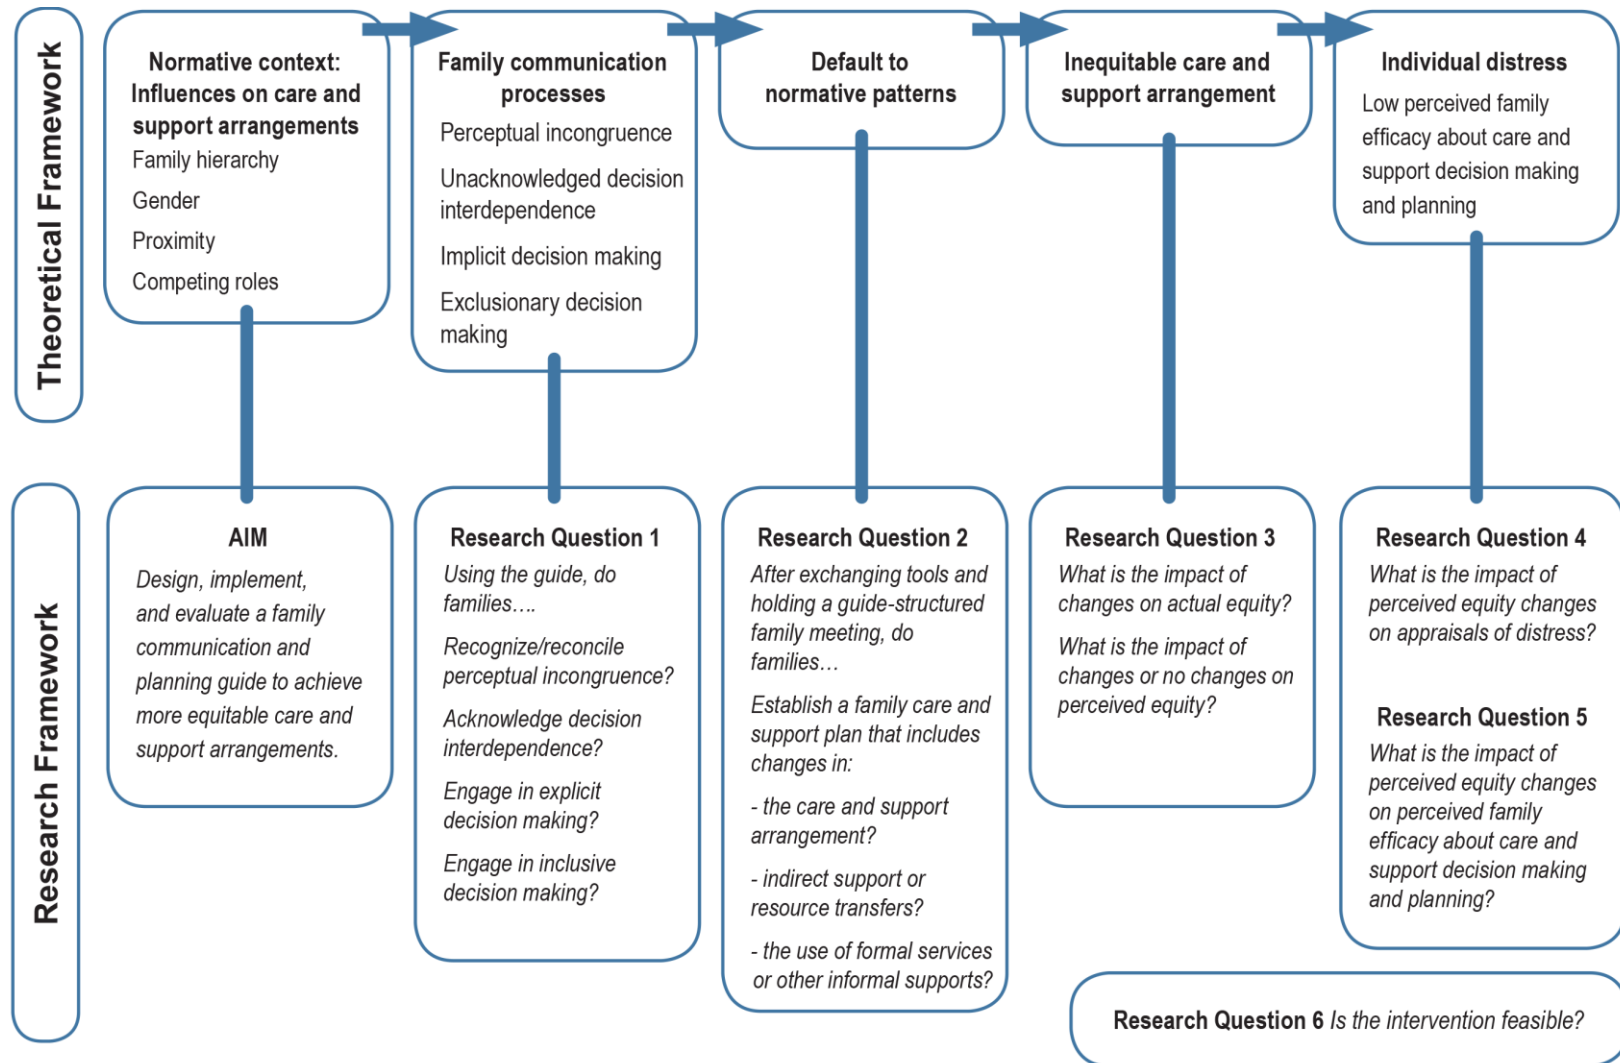 Theoretical Framework
Normative context:
Influences on care and
support arrangements
Family hierarchy
Gender
Proximity
Competing roles
Family communication
processes
Perceptual incongruence
Unacknowledged decision
interdependence
Implicit decision making
Exclusionary decision
making
Default to
normative patterns
Inequitable care and
support arrangement
Individual distress
Low perceived family
efficacy about care and
support decision making
and planning
Research Framework
AIM
Design, implement,
and evaluate a family
communication and
planning guide to achieve
more equitable care and
support arrangements.
Research Question 1
Using the guide, do
families….
Recognize/reconcile
perceptual incongruence?
Acknowledge decision
interdependence?
Engage in explicit
decision making?
Engage in inclusive
decision making?
Research Question 2
After exchanging tools and
holding a guide-structured
family meeting, do
families…
Establish a family care and
support plan that includes
changes in:
- the care and support
arrangement?
- indirect support or
resource transfers?
- the use of formal services
or other informal supports?
Research Question 3
What is the impact of
changes on actual equity?
What is the impact of
changes or no changes on
perceived equity?
Research Question 4
What is the impact of
perceived equity changes
on appraisals of distress?
Research Question 5
What is the impact of
perceived equity changes
on perceived family
efficacy about care and
support decision making
and planning?
Research Question 6 Is the intervention feasible?